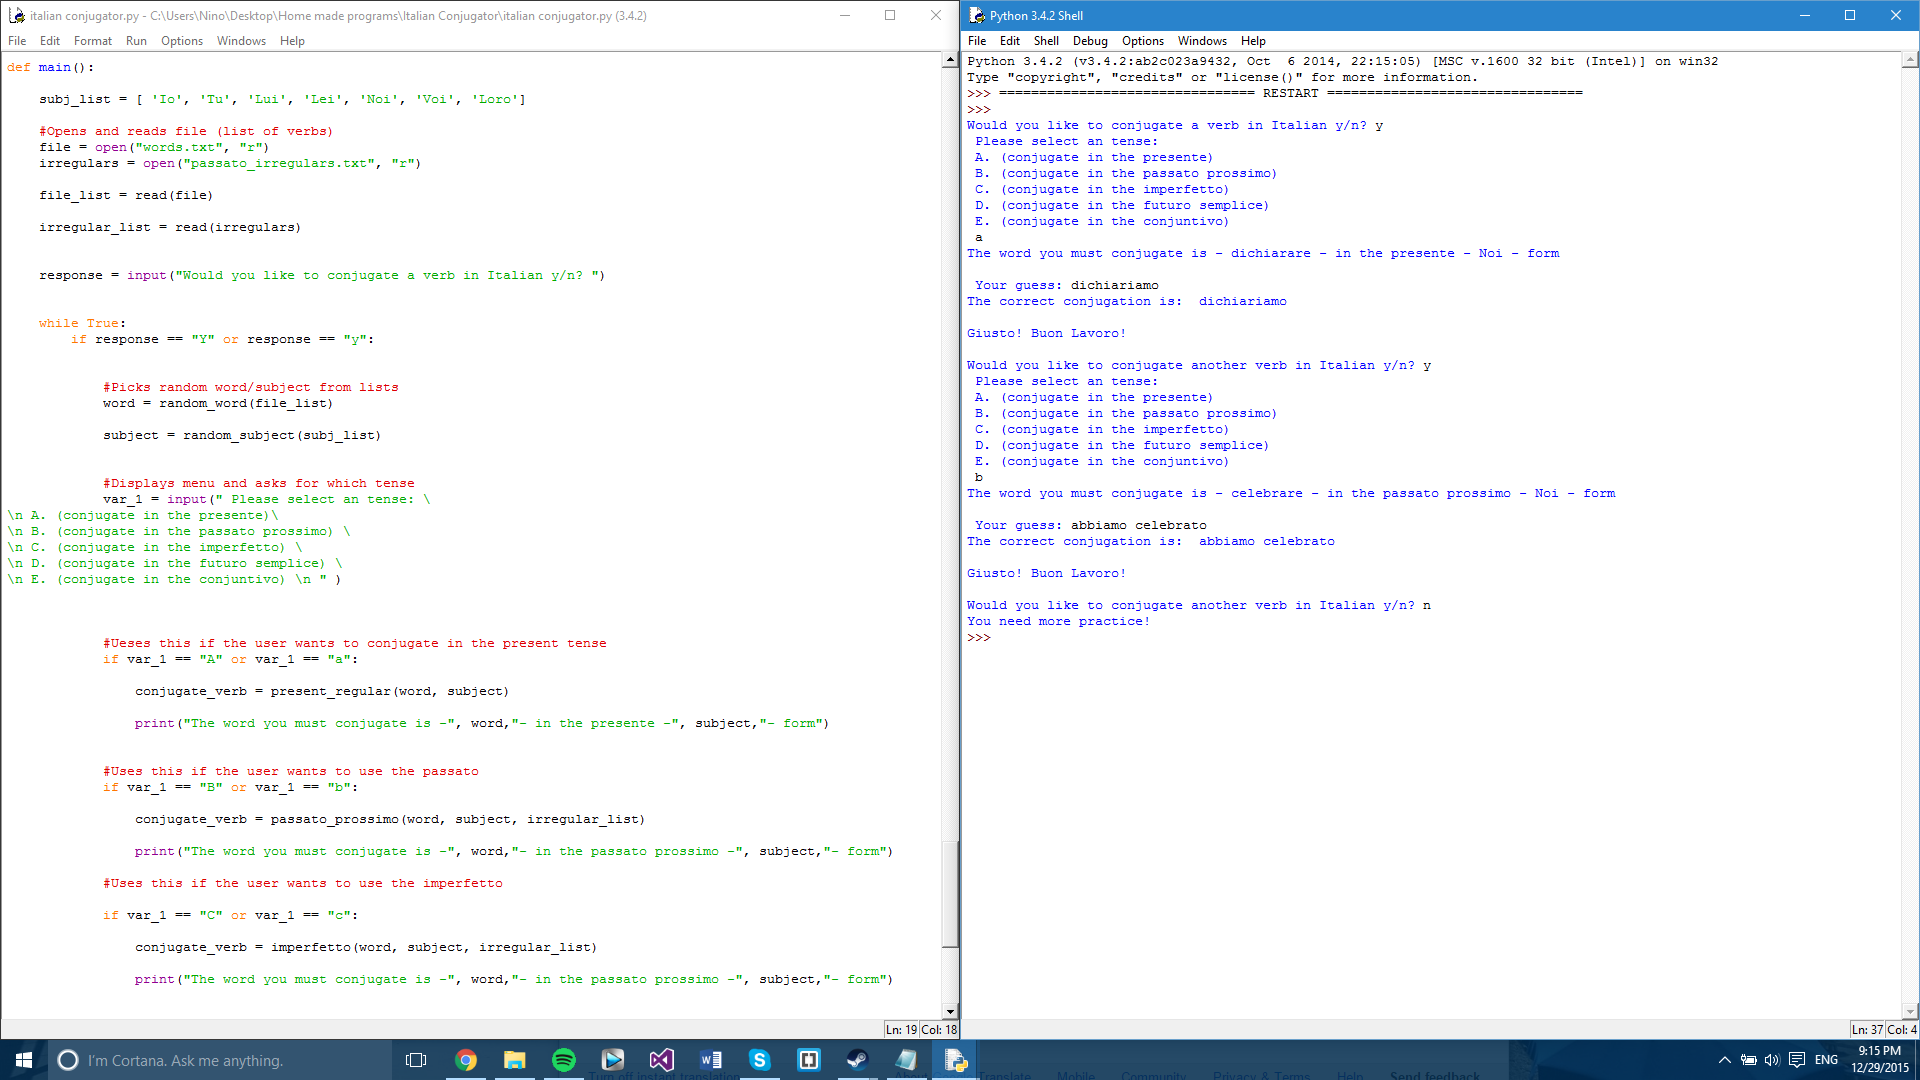 italian conjugator.py - C:\Users\Nino\Desktop\Home made programs\Italian Conjugator\italian conjugator.py (3.4.2)
File Edit Format Run Options Windows Help
def main():
subj_list = [ 'Io', 'Tu', 'Lui', 'Lei', 'Noi', 'Voi', 'Loro']
#Opens and reads file (list of verbs)
file = open("words.txt", "r")
irregulars = open("passato_irregulars.txt", "r")
file_list = read(file)
irregular_list = read(irregulars)
response = input("Would you like to conjugate a verb in Italian y/n? ")
while True:
if response == "Y" or response == "y":
#Picks random word/subject from lists
word = random_word(file_list)
subject = random_subject(subj_list)
#Displays menu and asks for which tense
var_1 = input(" Please select an tense: \
\n A. (conjugate in the presente)\
\n B. (conjugate in the passato prossimo) \
\n C. (conjugate in the imperfetto) \
\n D. (conjugate in the futuro semplice) \
\n E. (conjugate in the conjuntivo) \n " )
#Ueses this if the user wants to conjugate in the present tense
if var_1 == "A" or var_1 == "a":
conjugate_verb = present_regular(word, subject)
print("The word you must conjugate is -", word,"- in the presente -", subject,"- form")
#Uses this if the user wants to use the passato
if var_1 == "B" or var_1 == "b":
conjugate_verb = passato_prossimo(word, subject, irregular_list)
print("The word you must conjugate is -", word,"- in the passato prossimo -", subject,"- form")
#Uses this if the user wants to use the imperfetto
if var_1 == "C" or var_1 == "c":
conjugate_verb = imperfetto(word, subject, irregular_list)
print("The word you must conjugate is -", word,"- in the passato prossimo -", subject,"- form")
Ln: 19 Col: 18
Python 3.4.2 Shell
File Edit Shell Debug Options Windows Help
Python 3.4.2 (v3.4.2:ab2c023a9432, Oct  6 2014, 22:15:05) [MSC v.1600 32 bit (Intel)] on win32
Type "copyright", "credits" or "license()" for more information.
>>> ================================ RESTART ================================
>>>
Would you like to conjugate a verb in Italian y/n? y
Please select an tense:
A. (conjugate in the presente)
B. (conjugate in the passato prossimo)
C. (conjugate in the imperfetto)
D. (conjugate in the futuro semplice)
E. (conjugate in the conjuntivo)
a
The word you must conjugate is - dichiarare - in the presente - Noi - form
Your guess: dichiariamo
The correct conjugation is:  dichiariamo
Giusto! Buon Lavoro!
Would you like to conjugate another verb in Italian y/n? y
Please select an tense:
A. (conjugate in the presente)
B. (conjugate in the passato prossimo)
C. (conjugate in the imperfetto)
D. (conjugate in the futuro semplice)
E. (conjugate in the conjuntivo)
b
The word you must conjugate is - celebrare - in the passato prossimo - Noi - form
Your guess: abbiamo celebrato
The correct conjugation is:  abbiamo celebrato
Giusto! Buon Lavoro!
Would you like to conjugate another verb in Italian y/n? n
You need more practice!
>>>
Ln: 37 Col: 4
I'm Cortana. Ask me anything.
Turn off instant translation About Translate Mobile Community Privacy & Terms Help Send feedback
ENG
9:15 PM
12/29/2015